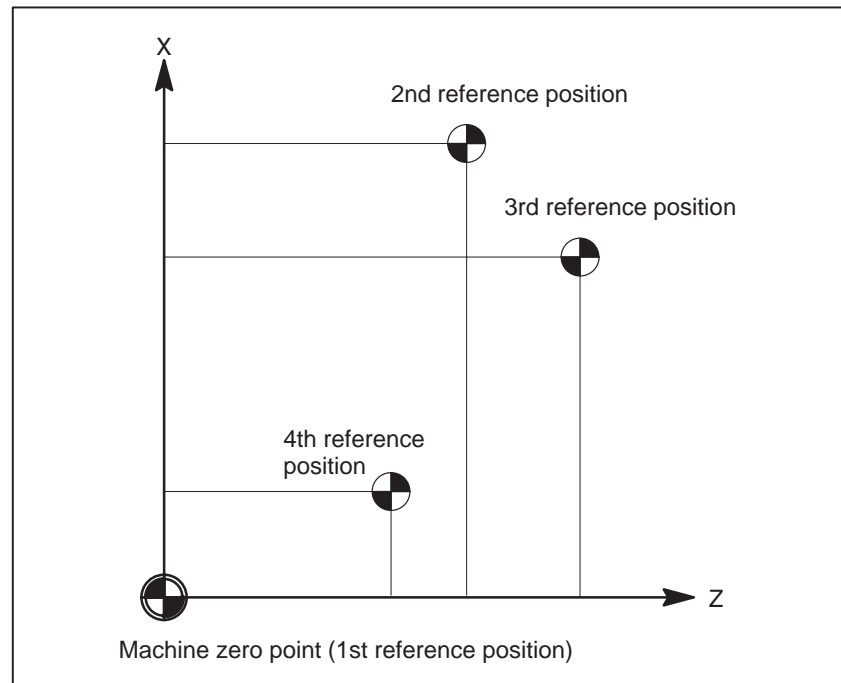 X
2nd reference position
3rd reference position
4th reference
position
Z
Machine zero point (1st reference position)